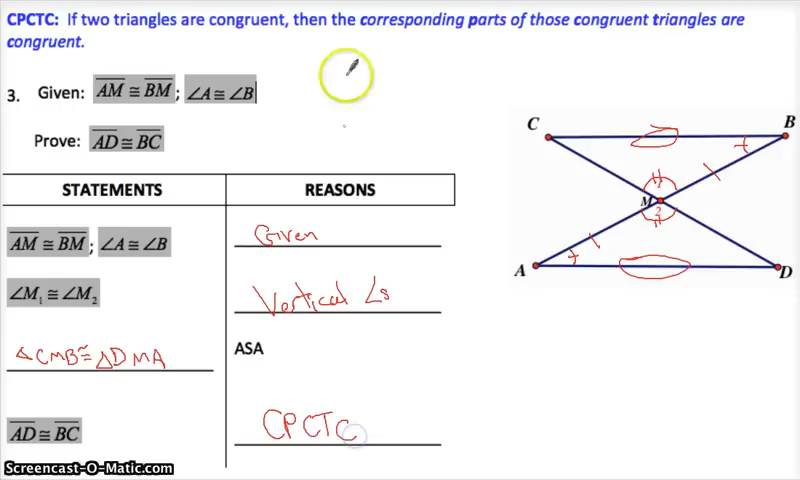 CPCTC: If two triangles are congruent, then the corresponding parts of those congruent triangles are
congruent.
3. Given: AM ≅ BM; ∠A ≅ ∠B
Prove: AD ≅ BC
STATEMENTS REASONS
AM ≅ BM; ∠A ≅ ∠B Given
∠M₁ ≅ ∠M₂ Vertical ∠s
△CMB ≅ △DMA ASA
AD ≅ BC CPCTC
C B
M
2
A D
Screencast-O-Matic.com